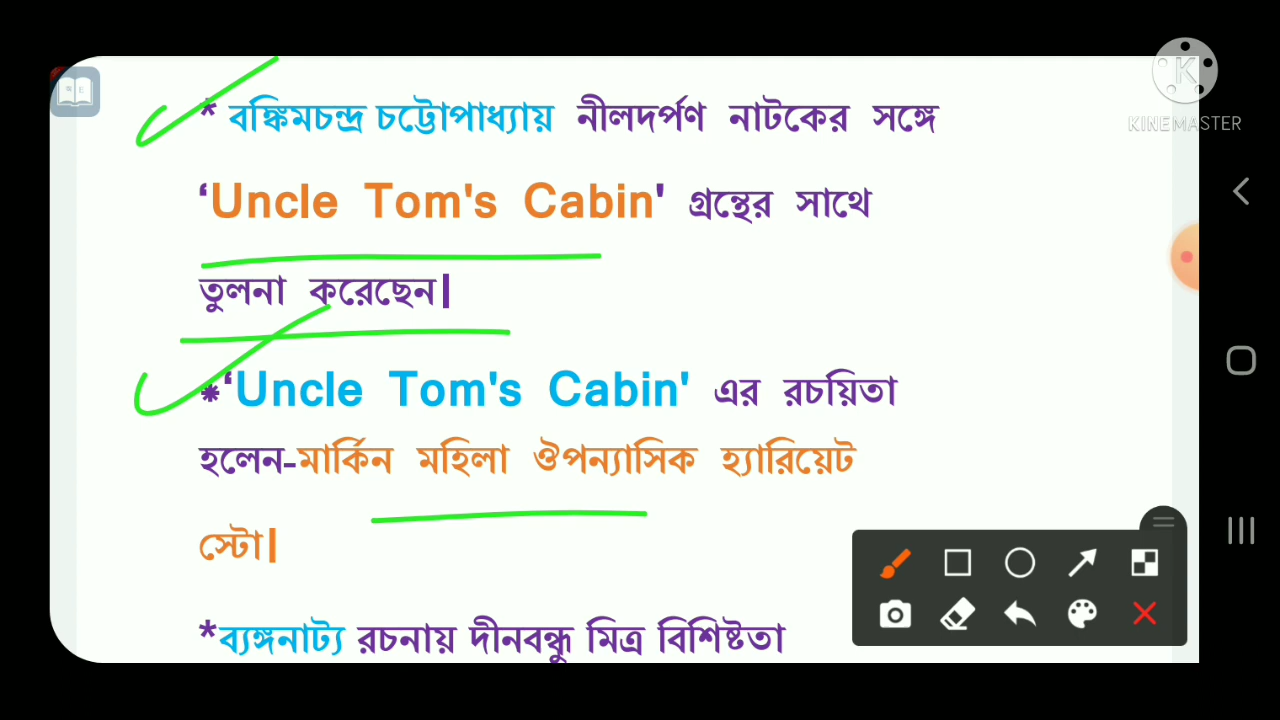 * বঙ্কিমচন্দ্র চট্টোপাধ্যায় নীলদর্পণ নাটকের সঙ্গে
KINEMASTER
‘Uncle Tom's Cabin' গ্রন্থের সাথে
তুলনা করেছেন।
*‘Uncle Tom's Cabin' এর রচয়িতা
হলেন-মার্কিন মহিলা ঔপন্যাসিক হ্যারিয়েট
স্টো।
*ব্যঙ্গনাট্য রচনায় দীনবন্ধু মিত্র বিশিষ্টতা